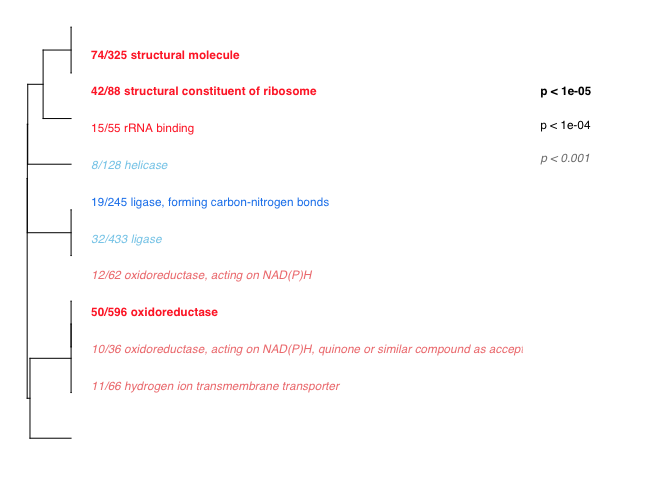 74/325 structural molecule
42/88 structural constituent of ribosome
p < 1e-05
15/55 rRNA binding
p < 1e-04
8/128 helicase
p < 0.001
19/245 ligase, forming carbon-nitrogen bonds
32/433 ligase
12/62 oxidoreductase, acting on NAD(P)H
50/596 oxidoreductase
10/36 oxidoreductase, acting on NAD(P)H, quinone or similar compound as accept
11/66 hydrogen ion transmembrane transporter